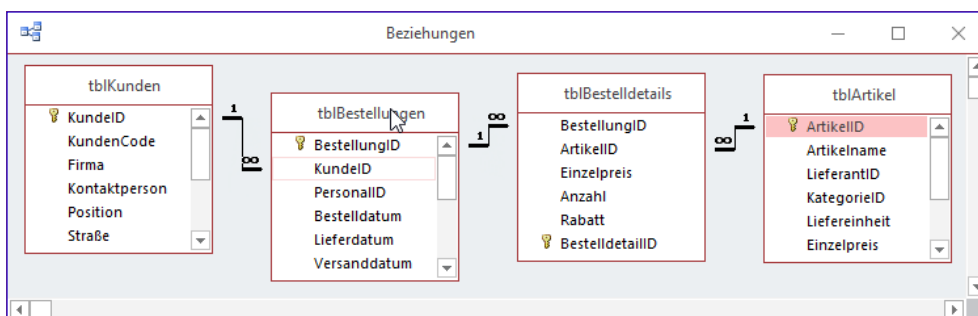 Beziehungen
tblKunden
KundeID
KundenCode
Firma
Kontaktperson
Position
Straße
1
∞
tblBestellungen
BestellungID
KundeID
PersonalID
Bestelldatum
Lieferdatum
Versanddatum
1
∞
tblBestelldetails
BestellungID
ArtikelID
Einzelpreis
Anzahl
Rabatt
BestelldetailID
∞
1
tblArtikel
ArtikelID
Artikelname
LieferantID
KategorieID
Liefereinheit
Einzelpreis